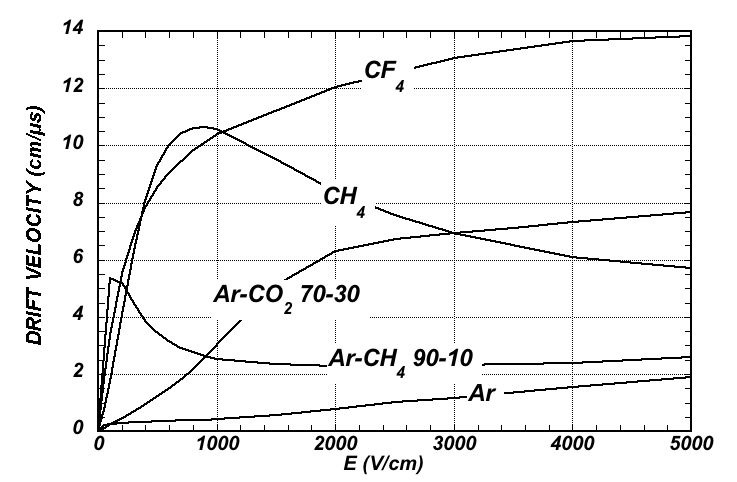 14
12
10
8
6
4
2
0
DRIFT VELOCITY (cm/µs)
CF4
CH4
Ar-CO2 70-30
Ar-CH4 90-10
Ar
0 1000 2000 3000 4000 5000
E (V/cm)